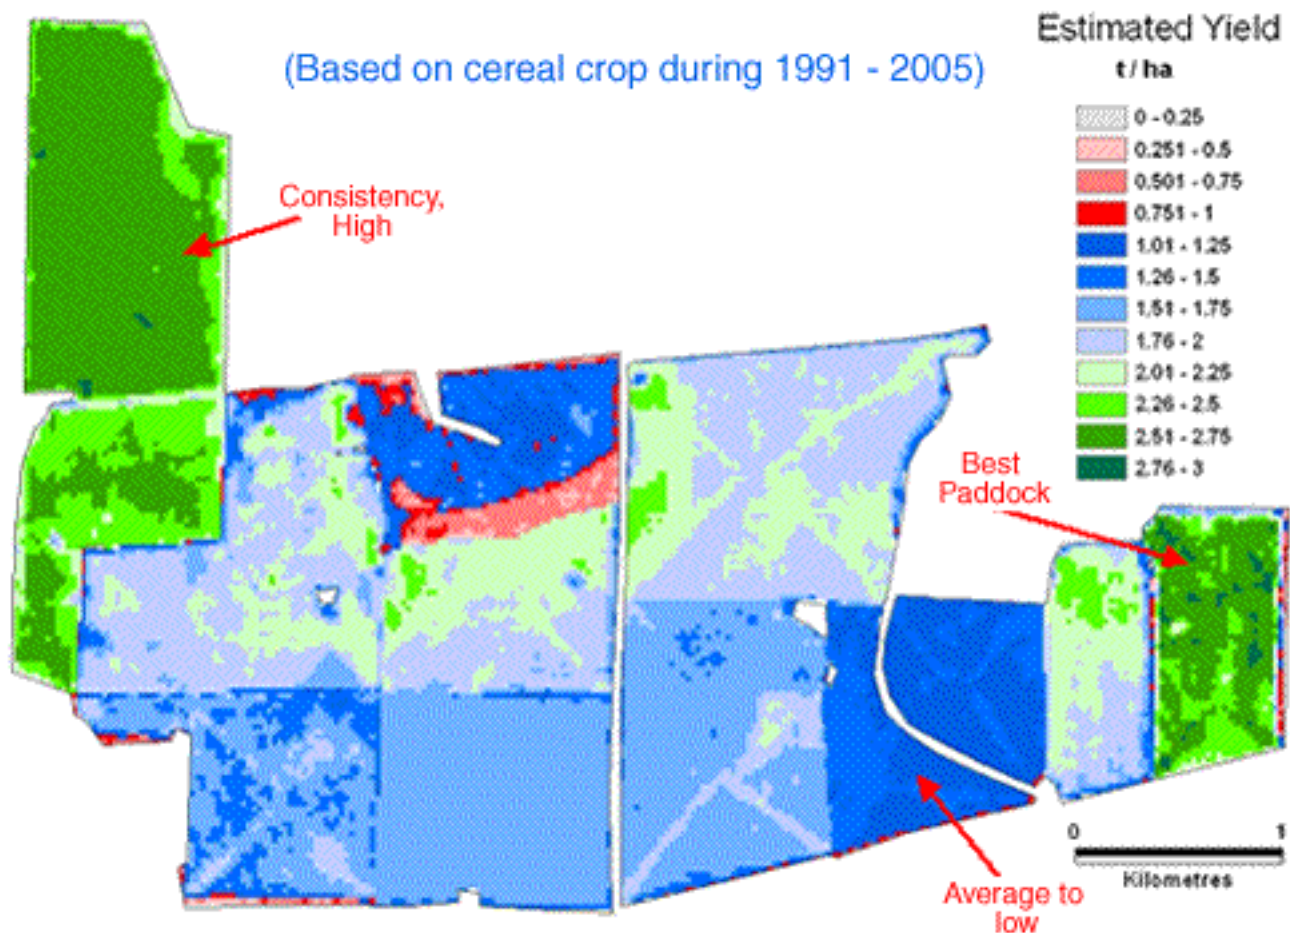 Estimated Yield
t / ha
(Based on cereal crop during 1991 - 2005)
0 - 0.25
0.251 - 0.5
0.501 - 0.75
0.751 - 1
1.01 - 1.25
1.26 - 1.5
1.51 - 1.75
1.76 - 2
2.01 - 2.25
2.26 - 2.5
2.51 - 2.75
2.76 - 3
Consistency,
High
Best
Paddock
0 1
Kilometres
Average to
low